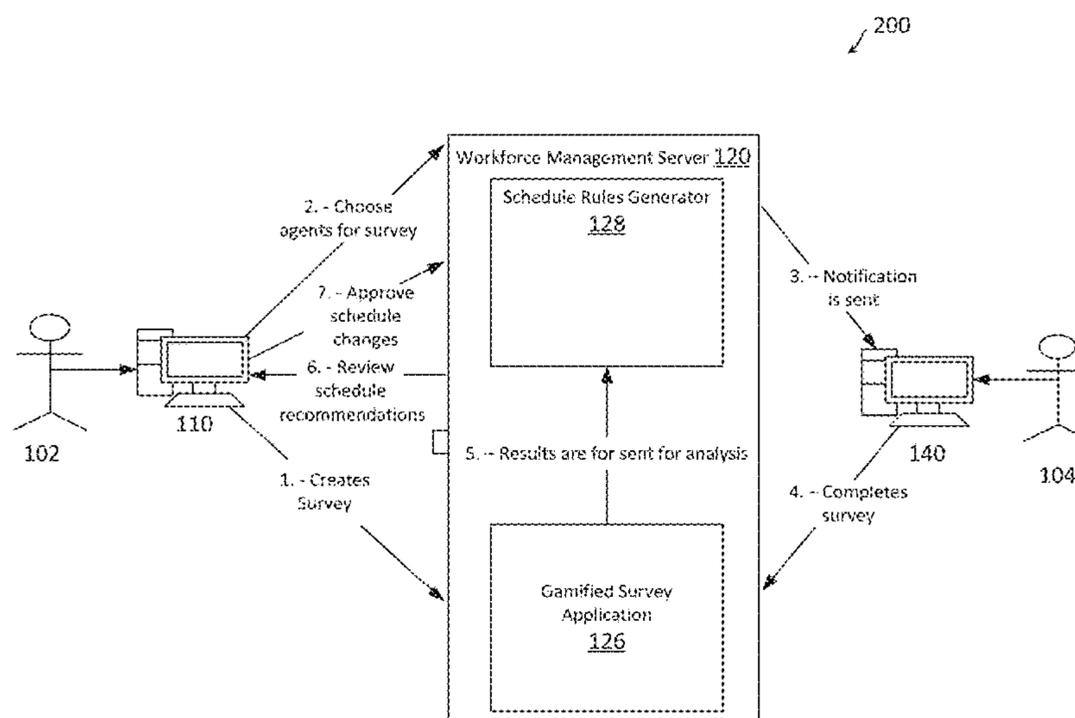 200
Workforce Management Server 120
Schedule Rules Generator
128
2. - Choose
agents for survey
7. - Approve
schedule
changes
6. - Review
schedule
recommendations
110
102
1. - Creates
Survey
3. - Notification
is sent
140
104
4. - Completes
survey
5. - Results are for sent for analysis
Gamified Survey
Application
126